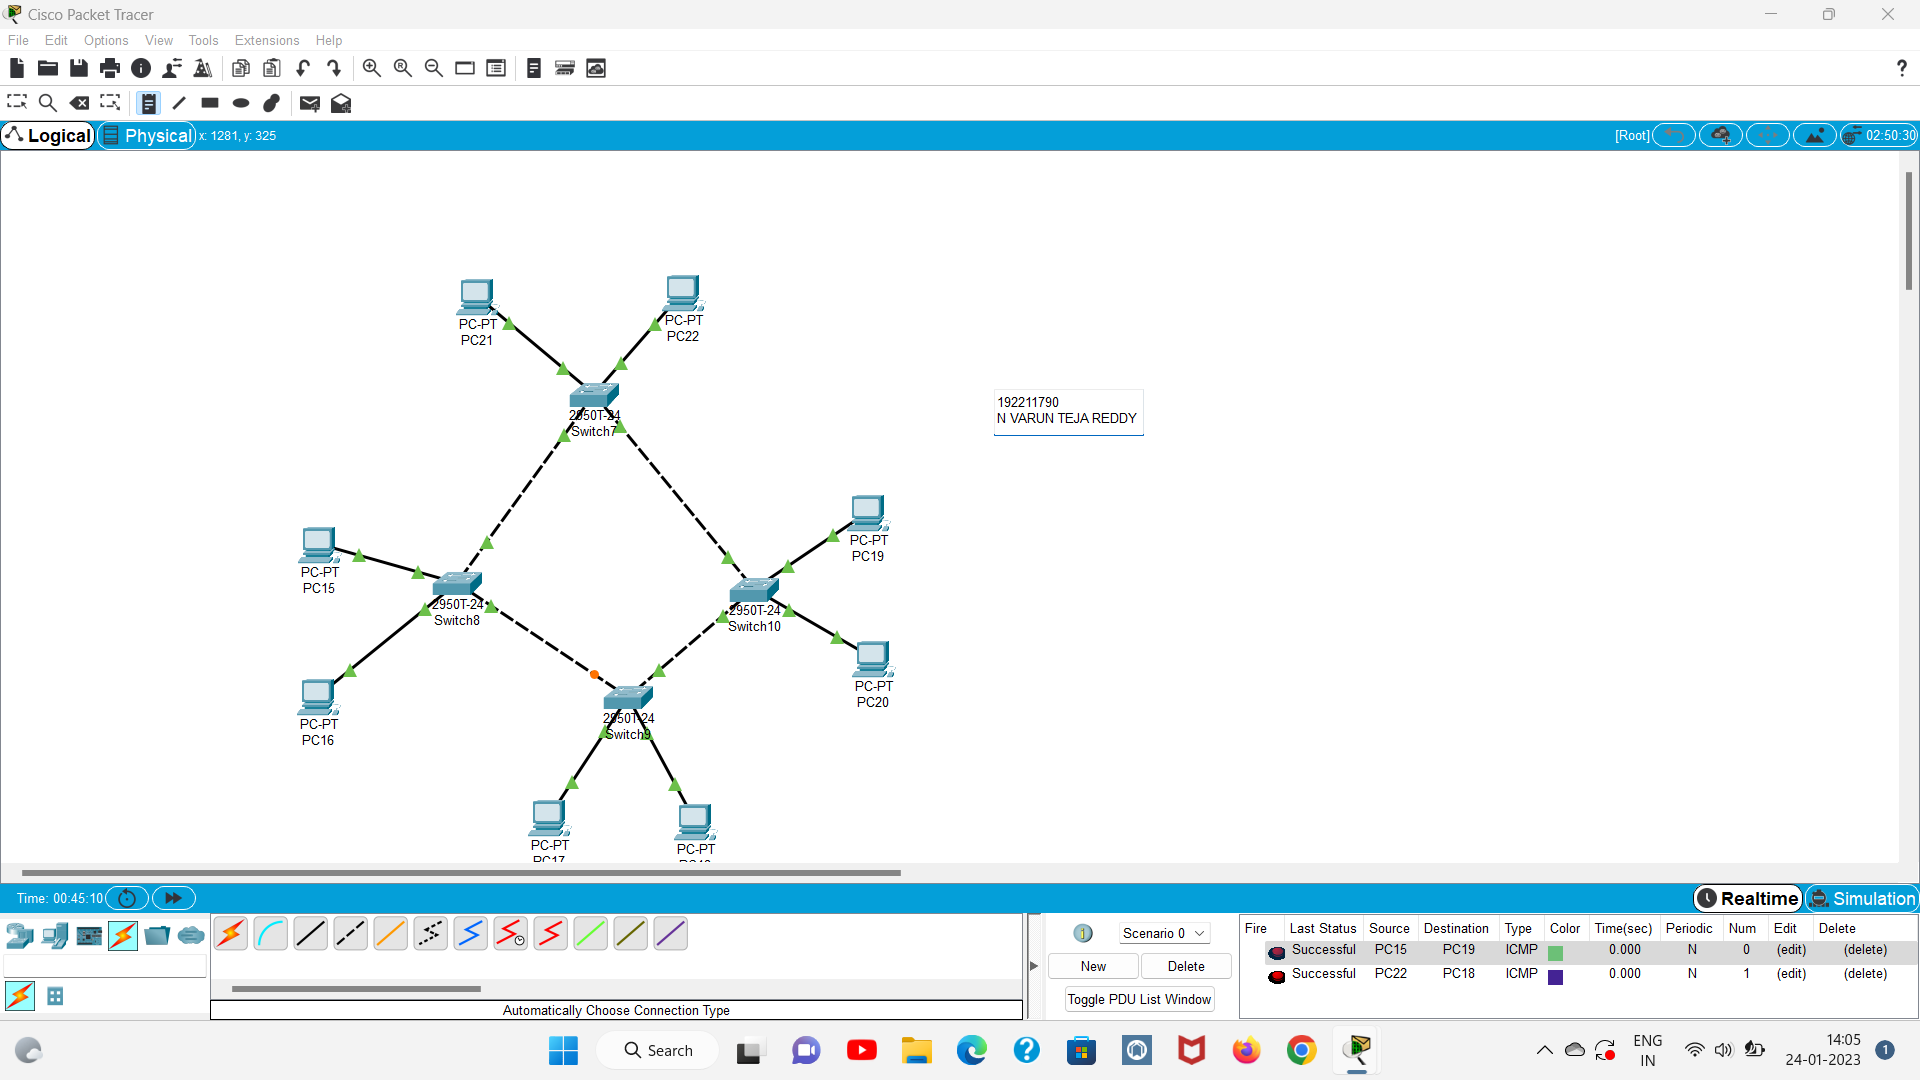 Cisco Packet Tracer
File Edit Options View Tools Extensions Help
?
Logical Physical x: 1281, y: 325 [Root] 02:50:30
PC-PT
PC21
PC-PT
PC22
2950T-24
Switch7
192211790
N VARUN TEJA REDDY
PC-PT
PC19
PC-PT
PC15
2950T-24
Switch8
2950T-24
Switch10
PC-PT
PC16
PC-PT
PC20
2950T-24
Switch9
PC-PT
PC17
PC-PT
Time: 00:45:10 Realtime Simulation
Scenario 0
New Delete
Toggle PDU List Window
Automatically Choose Connection Type
Fire Last Status Source Destination Type Color Time(sec) Periodic Num Edit Delete
Successful PC15 PC19 ICMP 0.000 N 0 (edit) (delete)
Successful PC22 PC18 ICMP 0.000 N 1 (edit) (delete)
Search
ENG
IN
14:05
24-01-2023
1